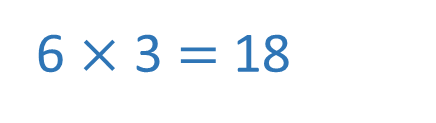 6 × 3 = 18